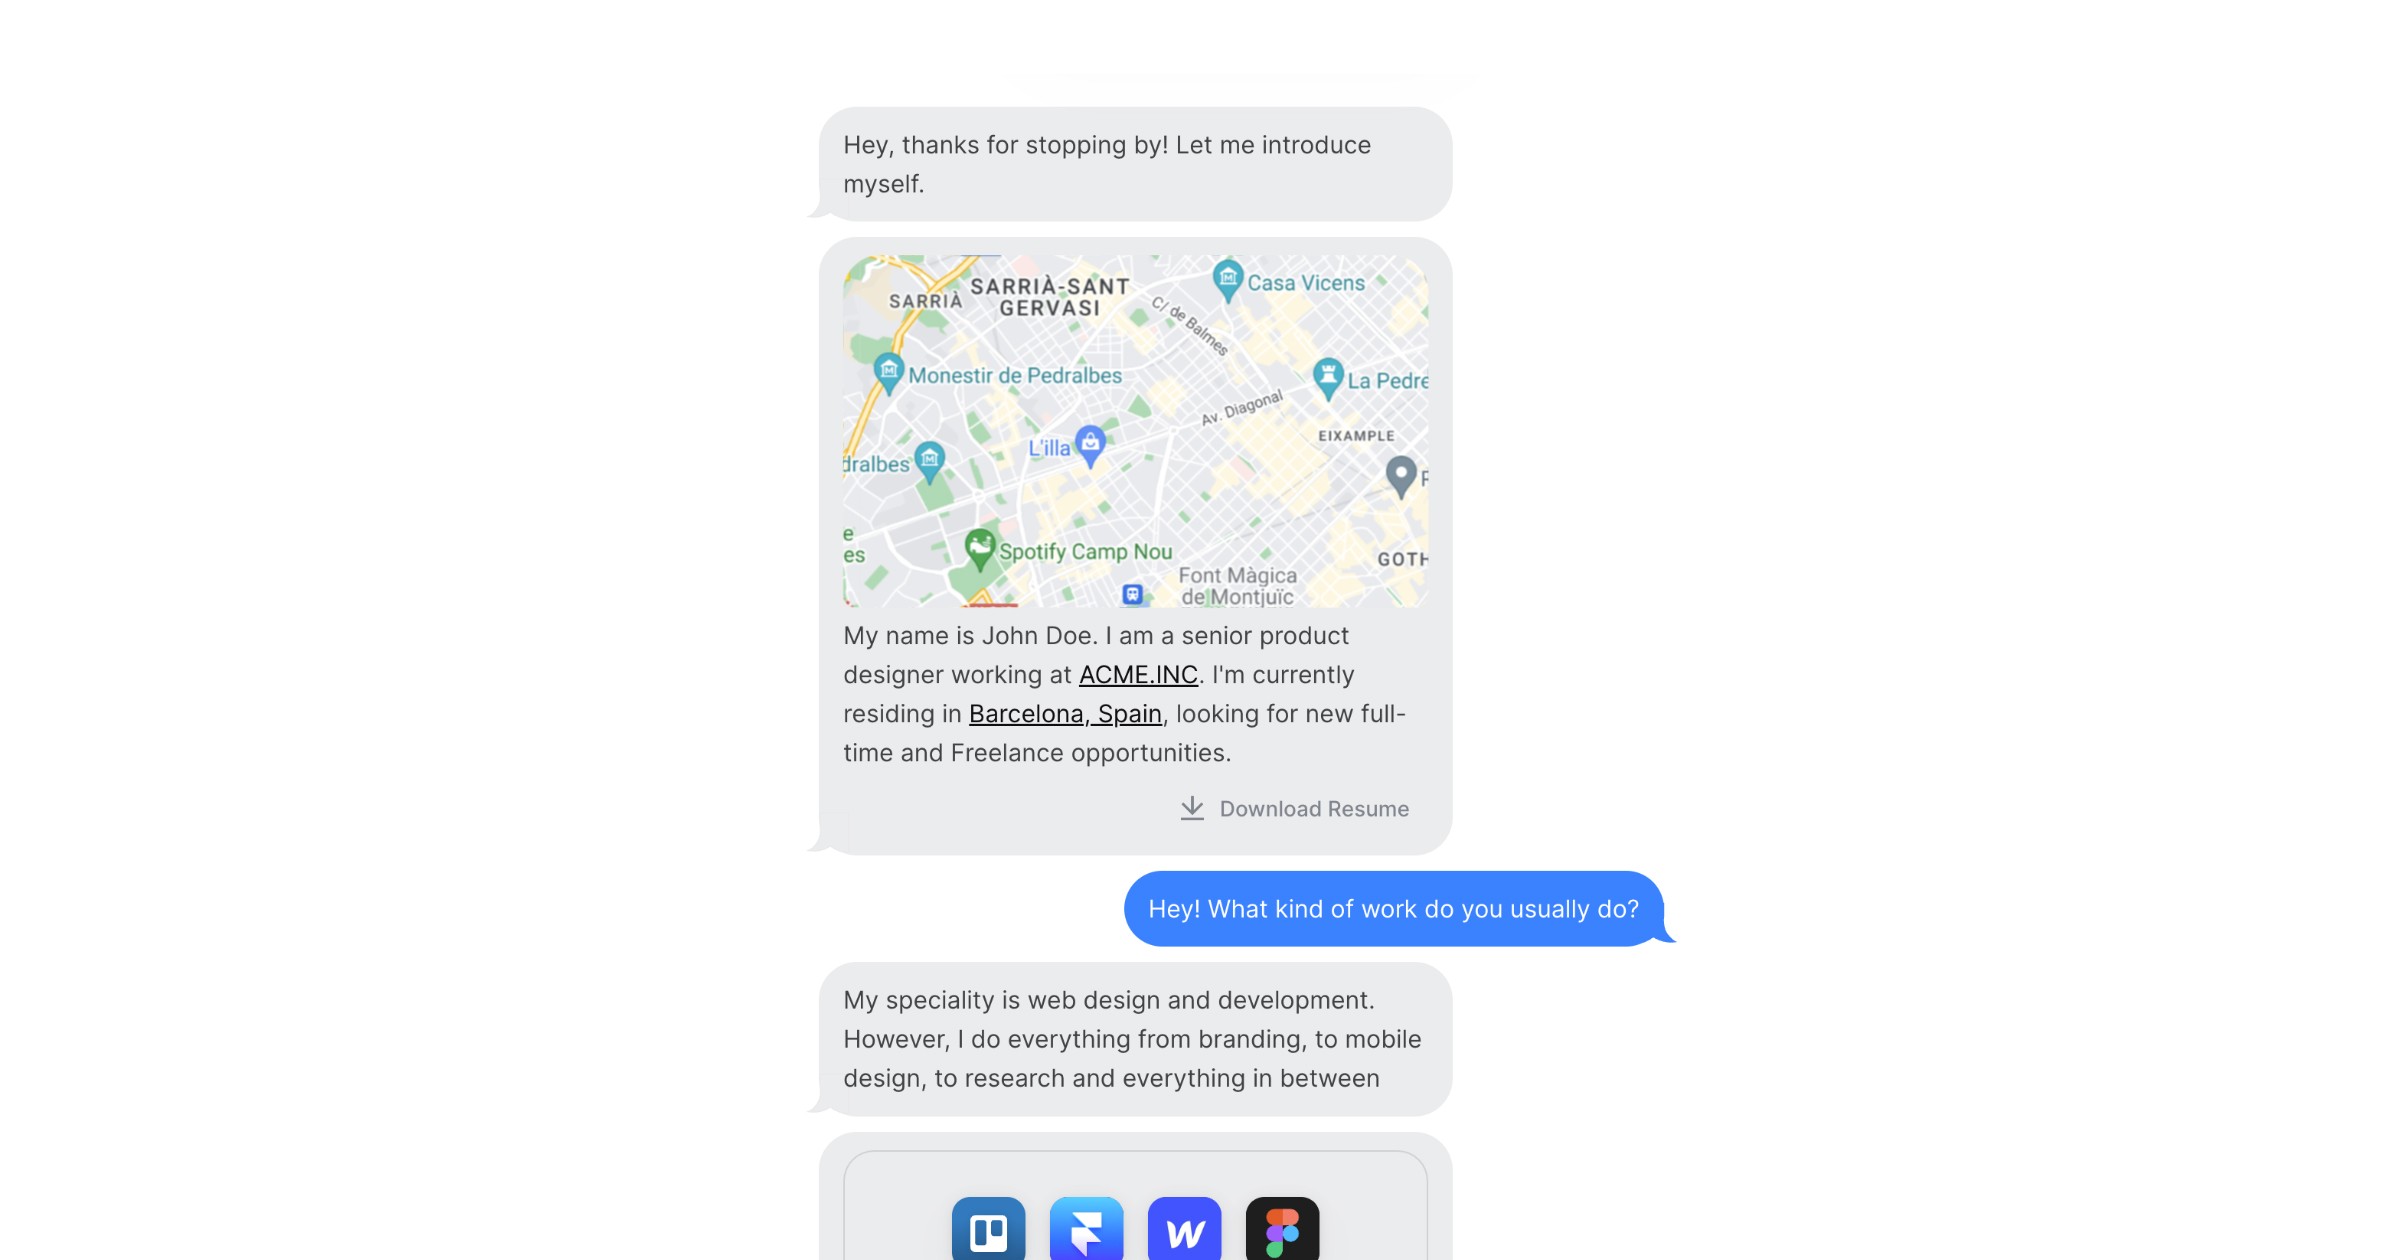 Hey, thanks for stopping by! Let me introduce
myself.
SARRIÀ-SANT
GERVASI
SARRIÀ
Casa Vicens
C/ de Balmes
Monestir de Pedralbes
La Pedre
Av. Diagonal
EIXAMPLE
L'illa
dralbes
F
e
es
Spotify Camp Nou
GOTH
Font Màgica
de Montjuïc
My name is John Doe. I am a senior product
designer working at ACME.INC. I'm currently
residing in Barcelona, Spain, looking for new full-
time and Freelance opportunities.
Download Resume
Hey! What kind of work do you usually do?
My speciality is web design and development.
However, I do everything from branding, to mobile
design, to research and everything in between